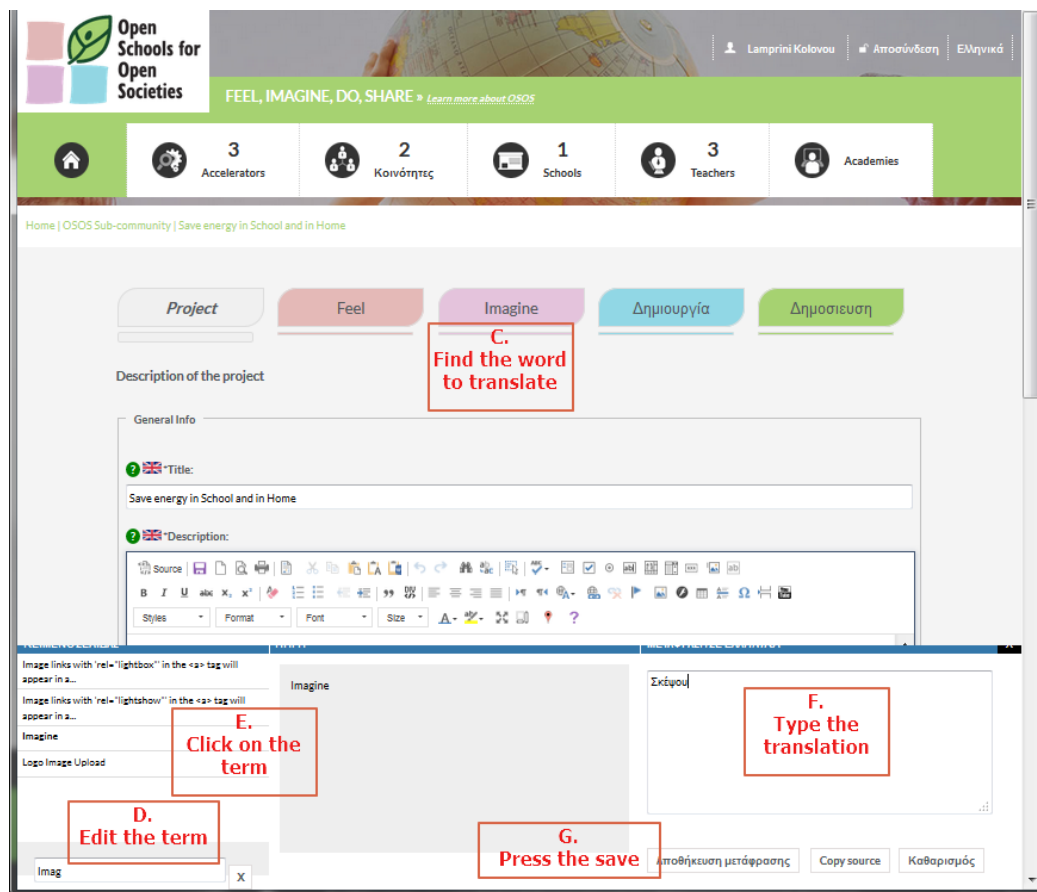 Open
Schools for
Open
Societies
Lamprini Kolovou
Αποσύνδεση
Ελληνικά
FEEL, IMAGINE, DO, SHARE » Learn more about OSOS
3
Accelerators
2
Κοινότητες
1
Schools
3
Teachers
Academies
Home | OSOS Sub-community | Save energy in School and in Home
Project
Feel
Imagine
Δημιουργία
Δημοσιευση
C.
Find the word
to translate
Description of the project
General Info
*Title:
Save energy in School and in Home
*Description:
Source
Styles
Format
Font
Size
Image links with 'rel="lightbox"' in the <a> tag will
appear in a...
Image links with 'rel="lightshow"' in the <a> tag will
appear in a...
Imagine
Logo Image Upload
Imagine
Σκέψου
E.
Click on the
term
F.
Type the
translation
D.
Edit the term
G.
Press the save
Imag
X
Αποθήκευση μετάφρασης
Copy source
Καθαρισμός